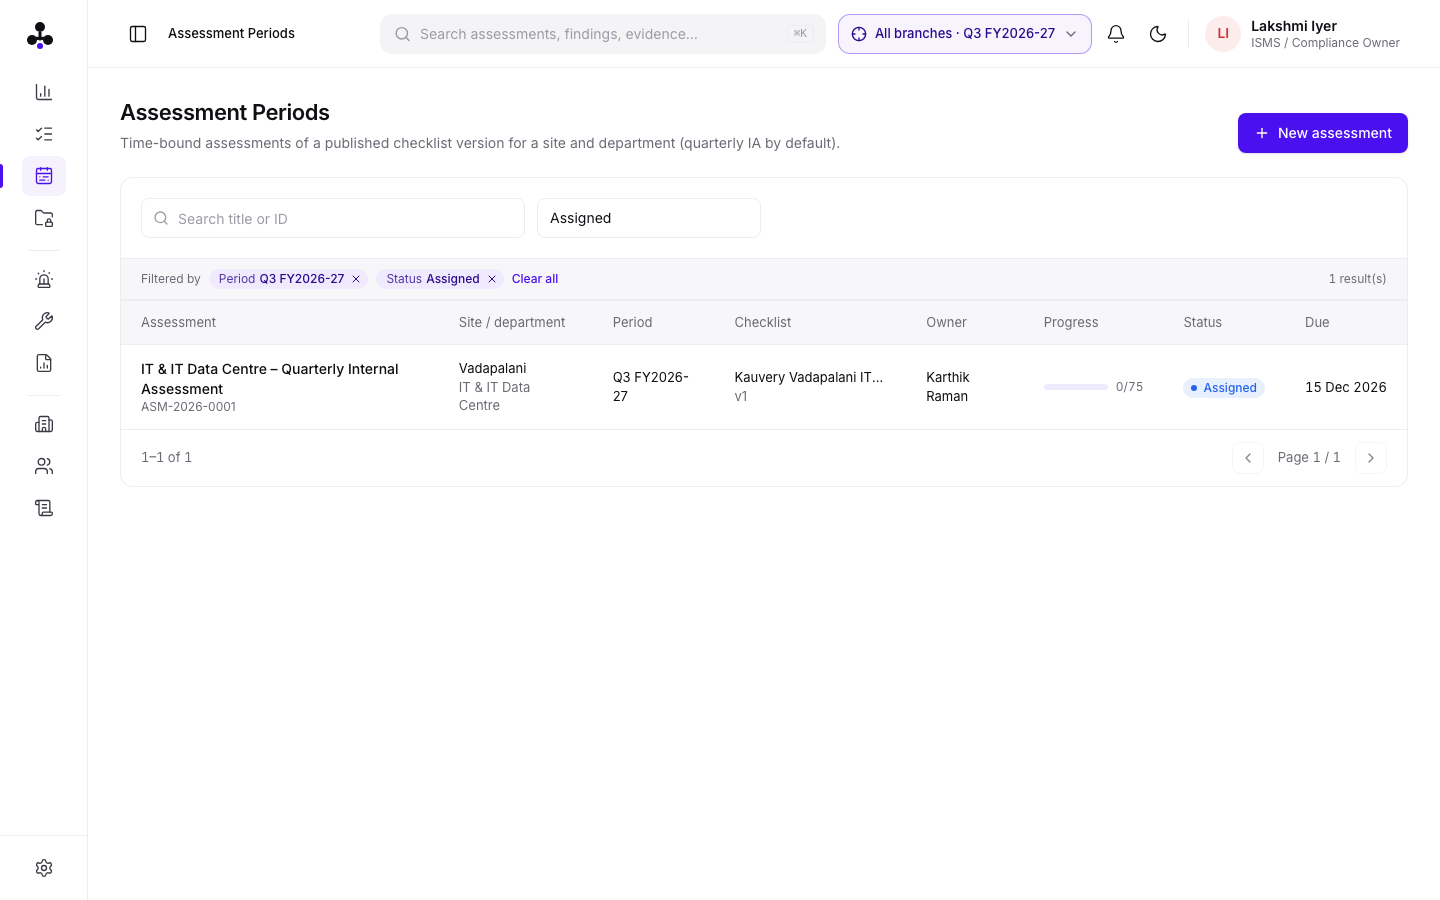 Assessment Periods
Search assessments, findings, evidence...
⌘K
All branches · Q3 FY2026-27
LI
Lakshmi Iyer
ISMS / Compliance Owner
Assessment Periods
Time-bound assessments of a published checklist version for a site and department (quarterly IA by default).
+ New assessment
Search title or ID
Assigned
Filtered by Period Q3 FY2026-27 × Status Assigned × Clear all
1 result(s)
Assessment Site / department Period Checklist Owner Progress Status Due
IT & IT Data Centre – Quarterly Internal
Assessment
ASM-2026-0001
Vadapalani
IT & IT Data
Centre
Q3 FY2026-
27
Kauvery Vadapalani IT...
v1
Karthik
Raman
0/75
Assigned
15 Dec 2026
1–1 of 1
Page 1 / 1